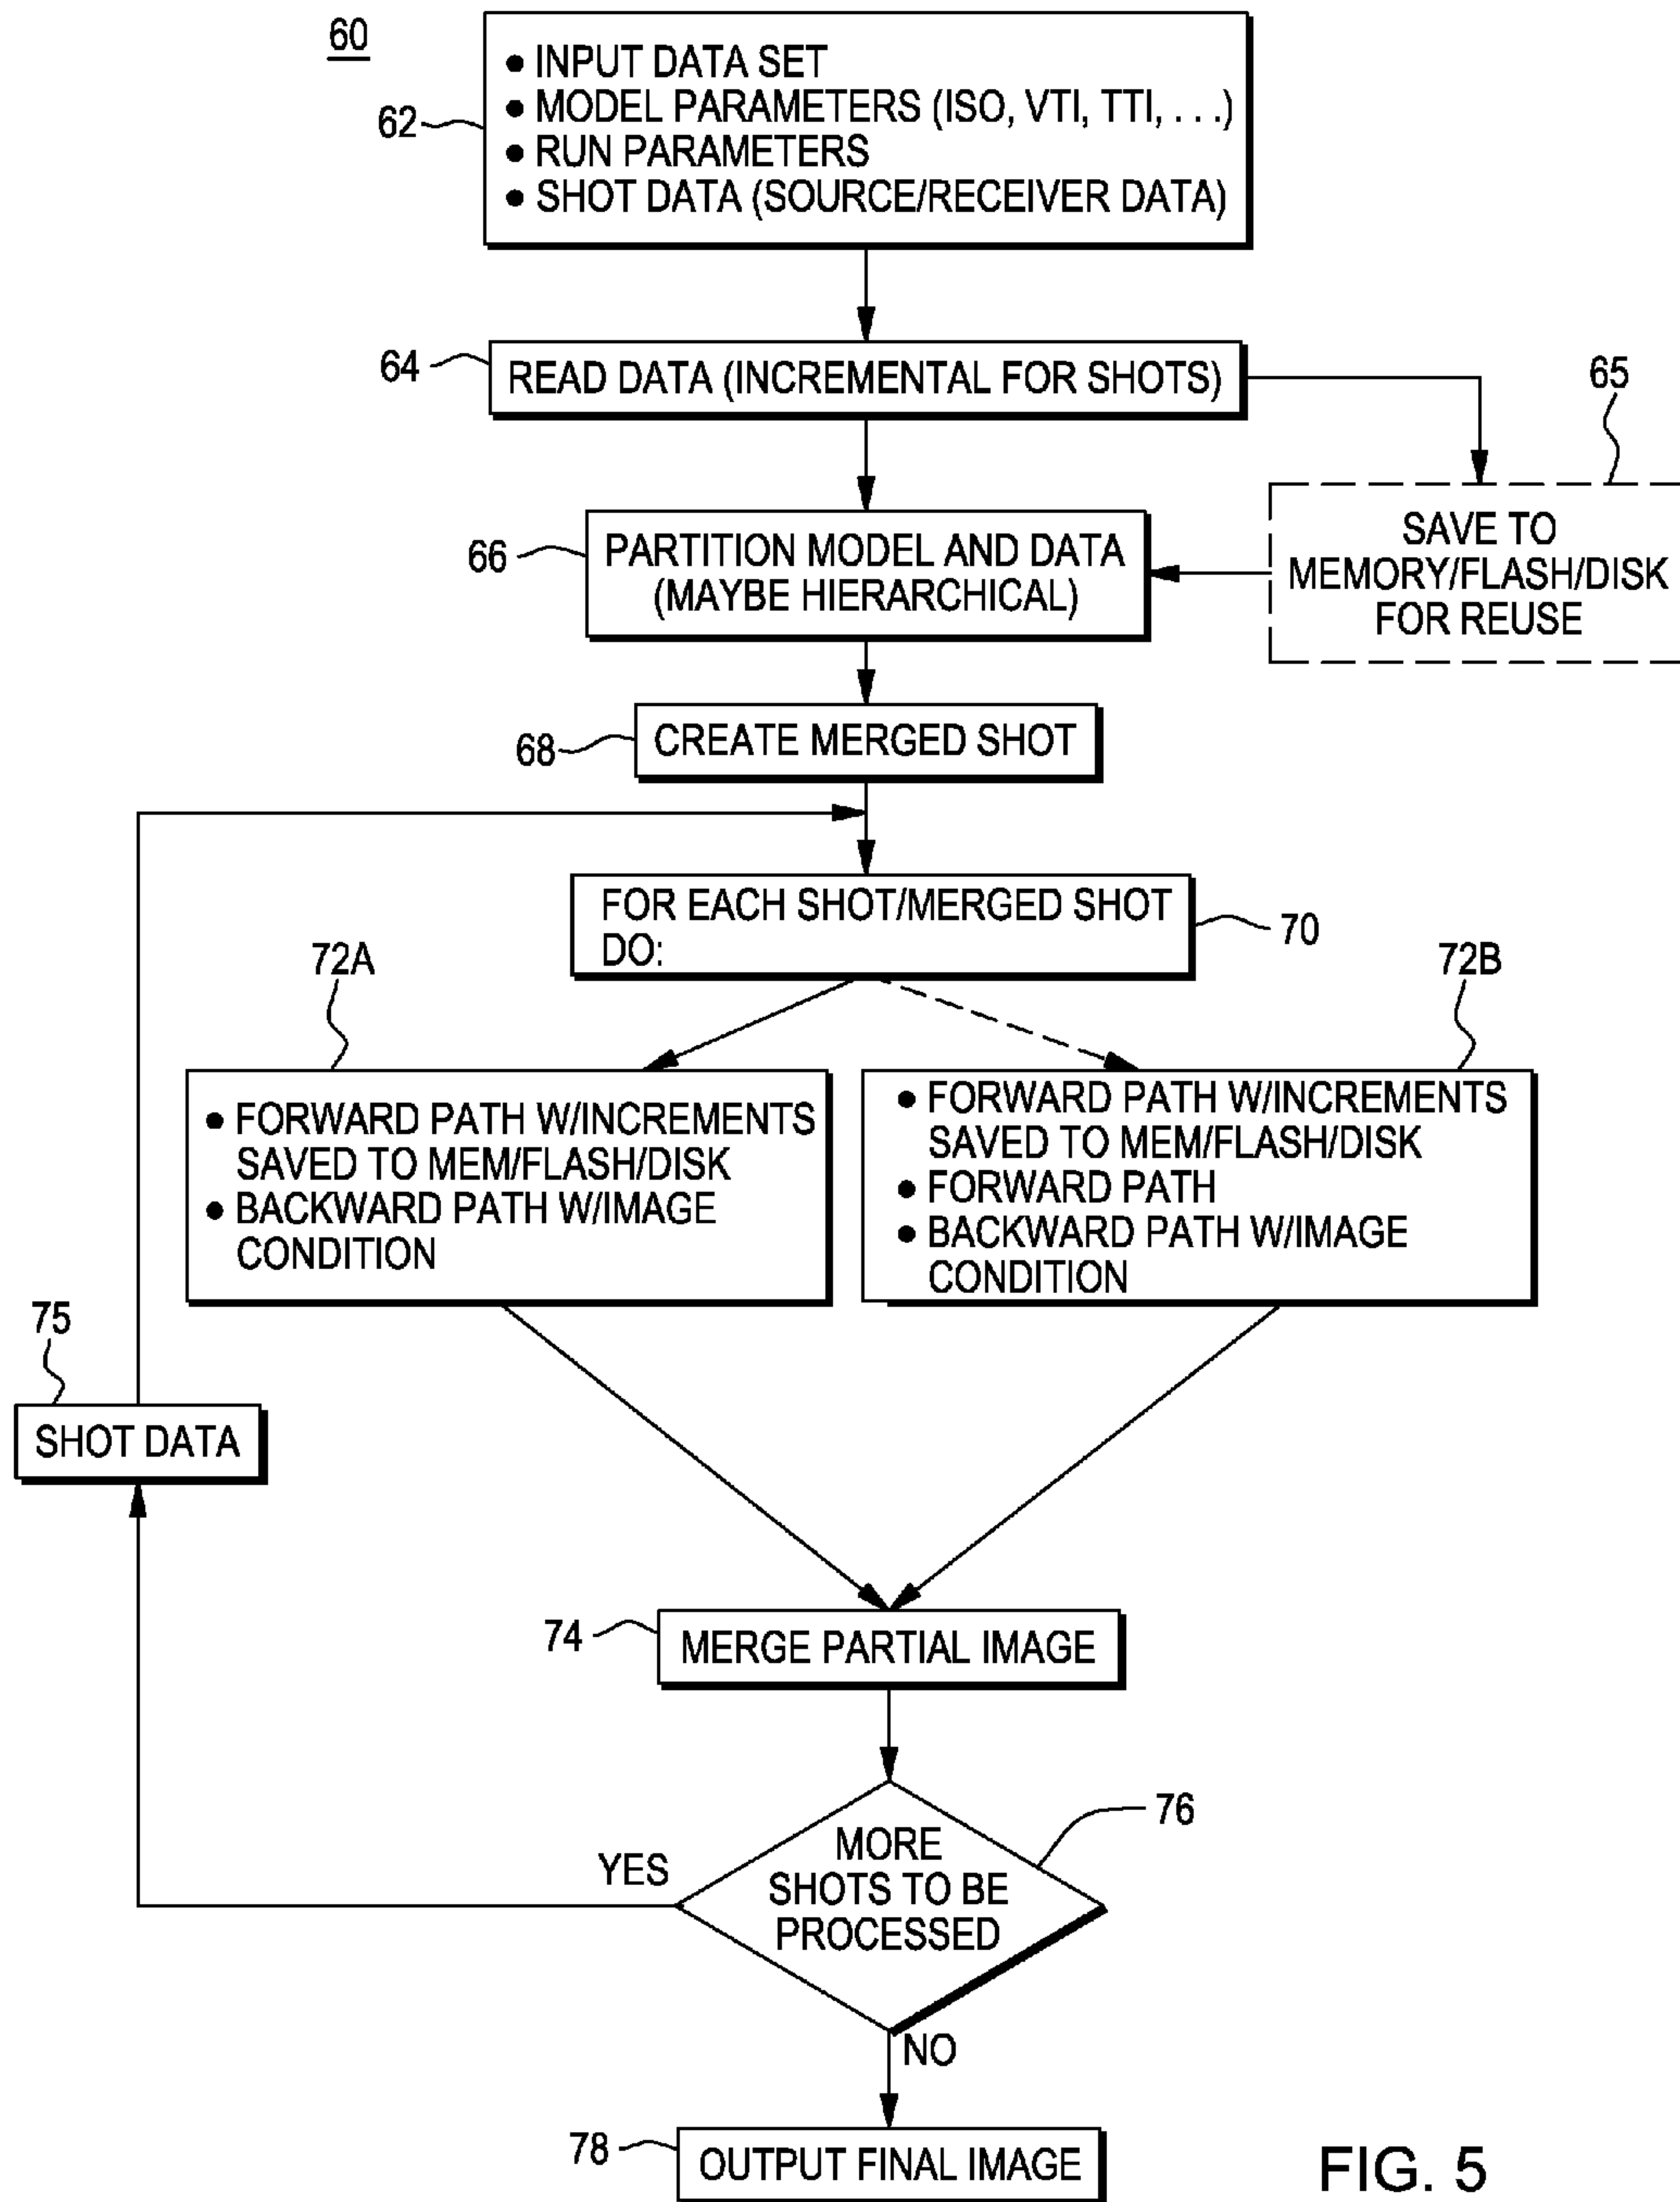 60
62
● INPUT DATA SET
● MODEL PARAMETERS (ISO, VTI, TTI, . . .)
● RUN PARAMETERS
● SHOT DATA (SOURCE/RECEIVER DATA)
64
READ DATA (INCREMENTAL FOR SHOTS)
65
SAVE TO
MEMORY/FLASH/DISK
FOR REUSE
66
PARTITION MODEL AND DATA
(MAYBE HIERARCHICAL)
68
CREATE MERGED SHOT
FOR EACH SHOT/MERGED SHOT
DO:
70
72A
● FORWARD PATH W/INCREMENTS
SAVED TO MEM/FLASH/DISK
● BACKWARD PATH W/IMAGE
CONDITION
72B
● FORWARD PATH W/INCREMENTS
SAVED TO MEM/FLASH/DISK
● FORWARD PATH
● BACKWARD PATH W/IMAGE
CONDITION
75
SHOT DATA
74
MERGE PARTIAL IMAGE
76
MORE
SHOTS TO BE
PROCESSED
YES
NO
78
OUTPUT FINAL IMAGE
FIG. 5